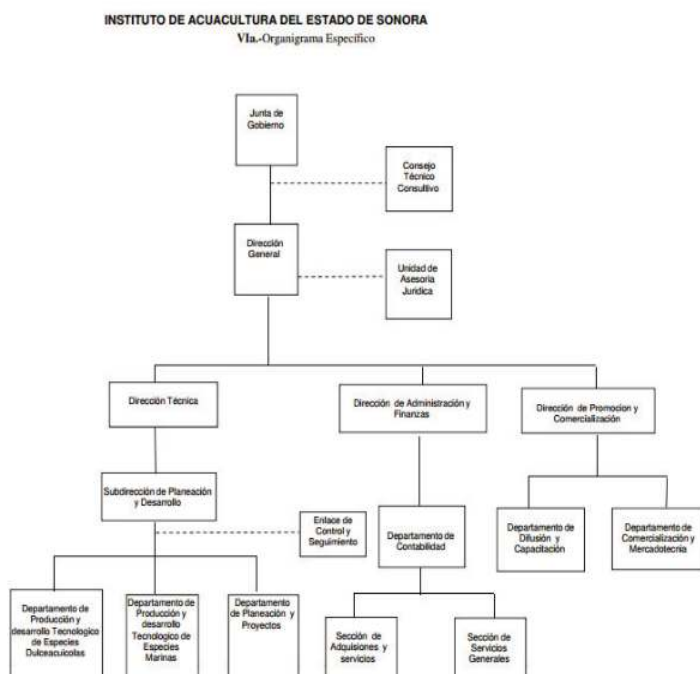 INSTITUTO DE ACUACULTURA DEL ESTADO DE SONORA
VIa.-Organigrama Específico
Junta de
Gobierno
Consejo
Técnico
Consultivo
Dirección
General
Unidad de
Asesoria
Juridica
Dirección Técnica
Dirección de Administración y
Finanzas
Dirección de Promocion y
Comercialización
Subdirección de Planeación
y Desarrollo
Enlace de
Control y
Seguimiento
Departamento de
Contabilidad
Departamento de
Difusión y
Capacitación
Departamento de
Comercialización y
Mercadotecnia
Departamento de
Producción y
desarrollo Tecnologico
de Especies
Dulceacuicolas
Departamento de
Producción y
desarrollo
Tecnologico de
Especies
Marinas
Departamento
de Planeación y
Proyectos
Sección de
Adquisiones y
servicios
Sección de
Servicios
Generales